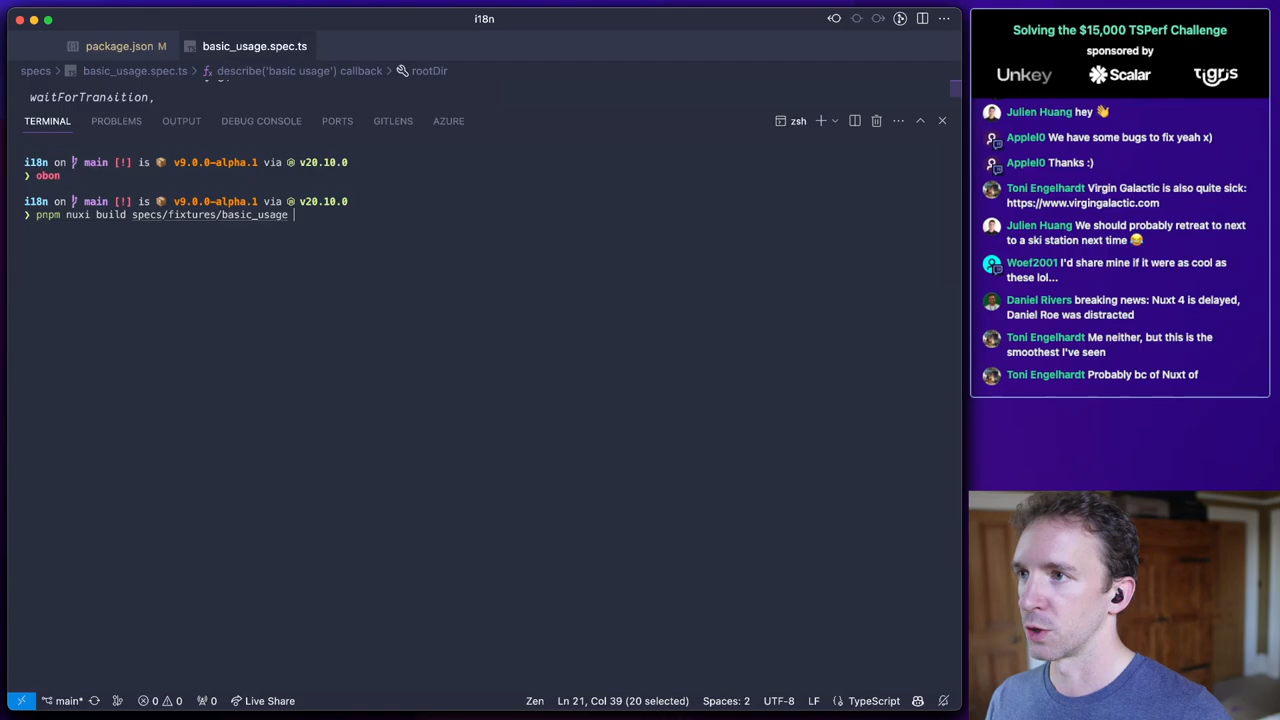 i18n
package.json M
basic_usage.spec.ts
specs > basic_usage.spec.ts > describe('basic usage') callback > rootDir
waitForTransition,
TERMINAL PROBLEMS OUTPUT DEBUG CONSOLE PORTS GITLENS AZURE
zsh
i18n on main [!] is 📦 v9.0.0-alpha.1 via v20.10.0
❯ obon
i18n on main [!] is 📦 v9.0.0-alpha.1 via v20.10.0
❯ pnpm nuxi build specs/fixtures/basic_usage
main* 0 0 0 Live Share
Zen Ln 21, Col 39 (20 selected) Spaces: 2 UTF-8 LF TypeScript
Solving the $15,000 TSPerf Challenge
sponsored by
Unkey Scalar tigris
Julien Huang hey 👋
Applel0 We have some bugs to fix yeah x)
Applel0 Thanks :)
Toni Engelhardt Virgin Galactic is also quite sick:
https://www.virgingalactic.com
Julien Huang We should probably retreat to next
to a ski station next time 😂
Woef2001 I'd share mine if it were as cool as
these lol...
Daniel Rivers breaking news: Nuxt 4 is delayed,
Daniel Roe was distracted
Toni Engelhardt Me neither, but this is the
smoothest I've seen
Toni Engelhardt Probably bc of Nuxt of